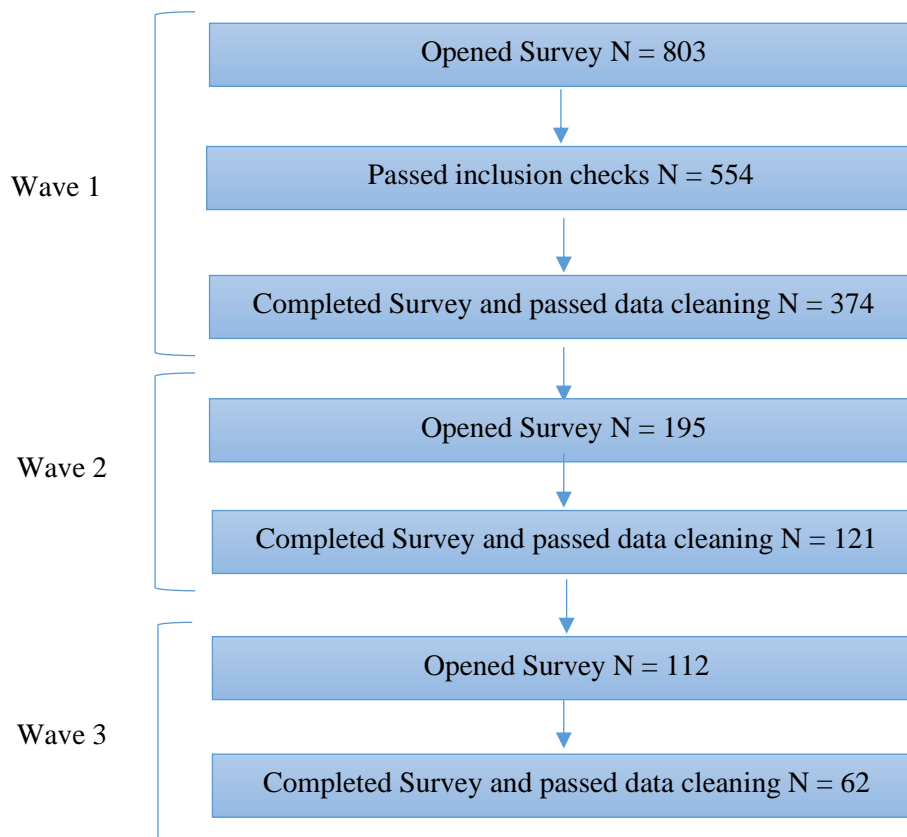 Wave 1
Opened Survey N = 803
Passed inclusion checks N = 554
Completed Survey and passed data cleaning N = 374
Wave 2
Opened Survey N = 195
Completed Survey and passed data cleaning N = 121
Wave 3
Opened Survey N = 112
Completed Survey and passed data cleaning N = 62